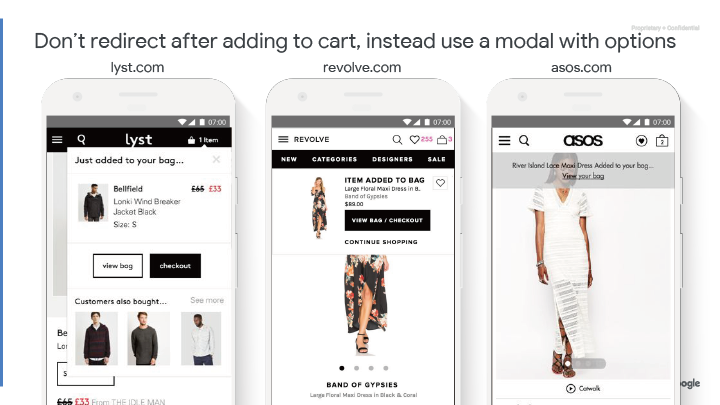 Proprietary + Confidential
Don't redirect after adding to cart, instead use a modal with options
lyst.com
revolve.com
asos.com
07:00
lyst
1 Item
Just added to your bag...
Bellfield
£65 £33
Lonki Wind Breaker
Jacket Black
Size: S
view bag
checkout
Customers also bought...
See more
Be
Lo
S
£65 £33 From THE IDLE MAN
07:00
REVOLVE
255
3
NEW CATEGORIES DESIGNERS SALE
ITEM ADDED TO BAG
Large Floral Maxi Dress in B..
Band of Gypsies
$89.00
VIEW BAG / CHECKOUT
CONTINUE SHOPPING
BAND OF GYPSIES
Large Floral Maxi Dress in Black & Coral
07:00
asos
2
River Island Lace Maxi Dress Added to your bag...
View your bag
Catwalk
ogle